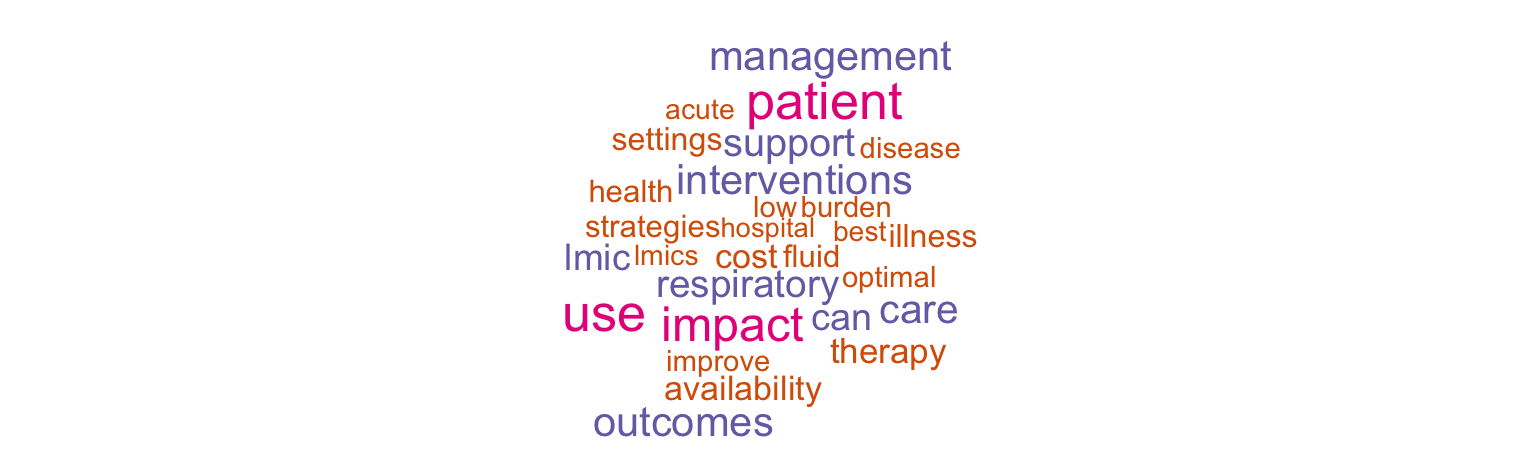 management
acute patient
settings support disease
health interventions
low burden
strategies hospital best illness
lmic lmics cost fluid
respiratory optimal
use impact can care
improve therapy
availability
outcomes